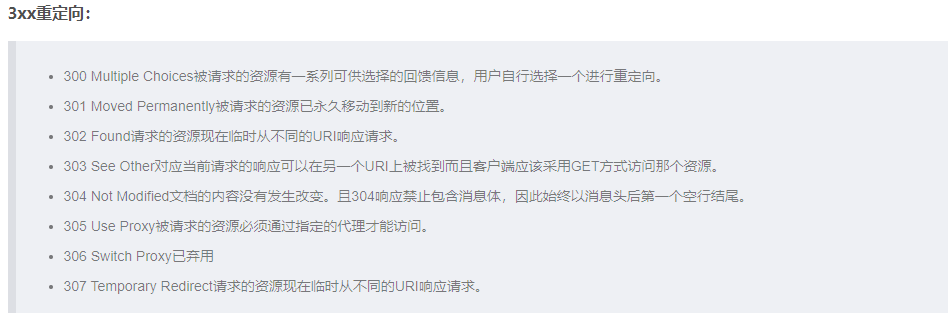 3xx重定向：
300 Multiple Choices被请求的资源有一系列可供选择的回馈信息，用户自行选择一个进行重定向。
301 Moved Permanently被请求的资源已永久移动到新的位置。
302 Found请求的资源现在临时从不同的URI响应请求。
303 See Other对应当前请求的响应可以在另一个URI上被找到而且客户端应该采用GET方式访问那个资源。
304 Not Modified文档的内容没有发生改变。且304响应禁止包含消息体，因此始终以消息头后第一个空行结尾。
305 Use Proxy被请求的资源必须通过指定的代理才能访问。
306 Switch Proxy已弃用
307 Temporary Redirect请求的资源现在临时从不同的URI响应请求。